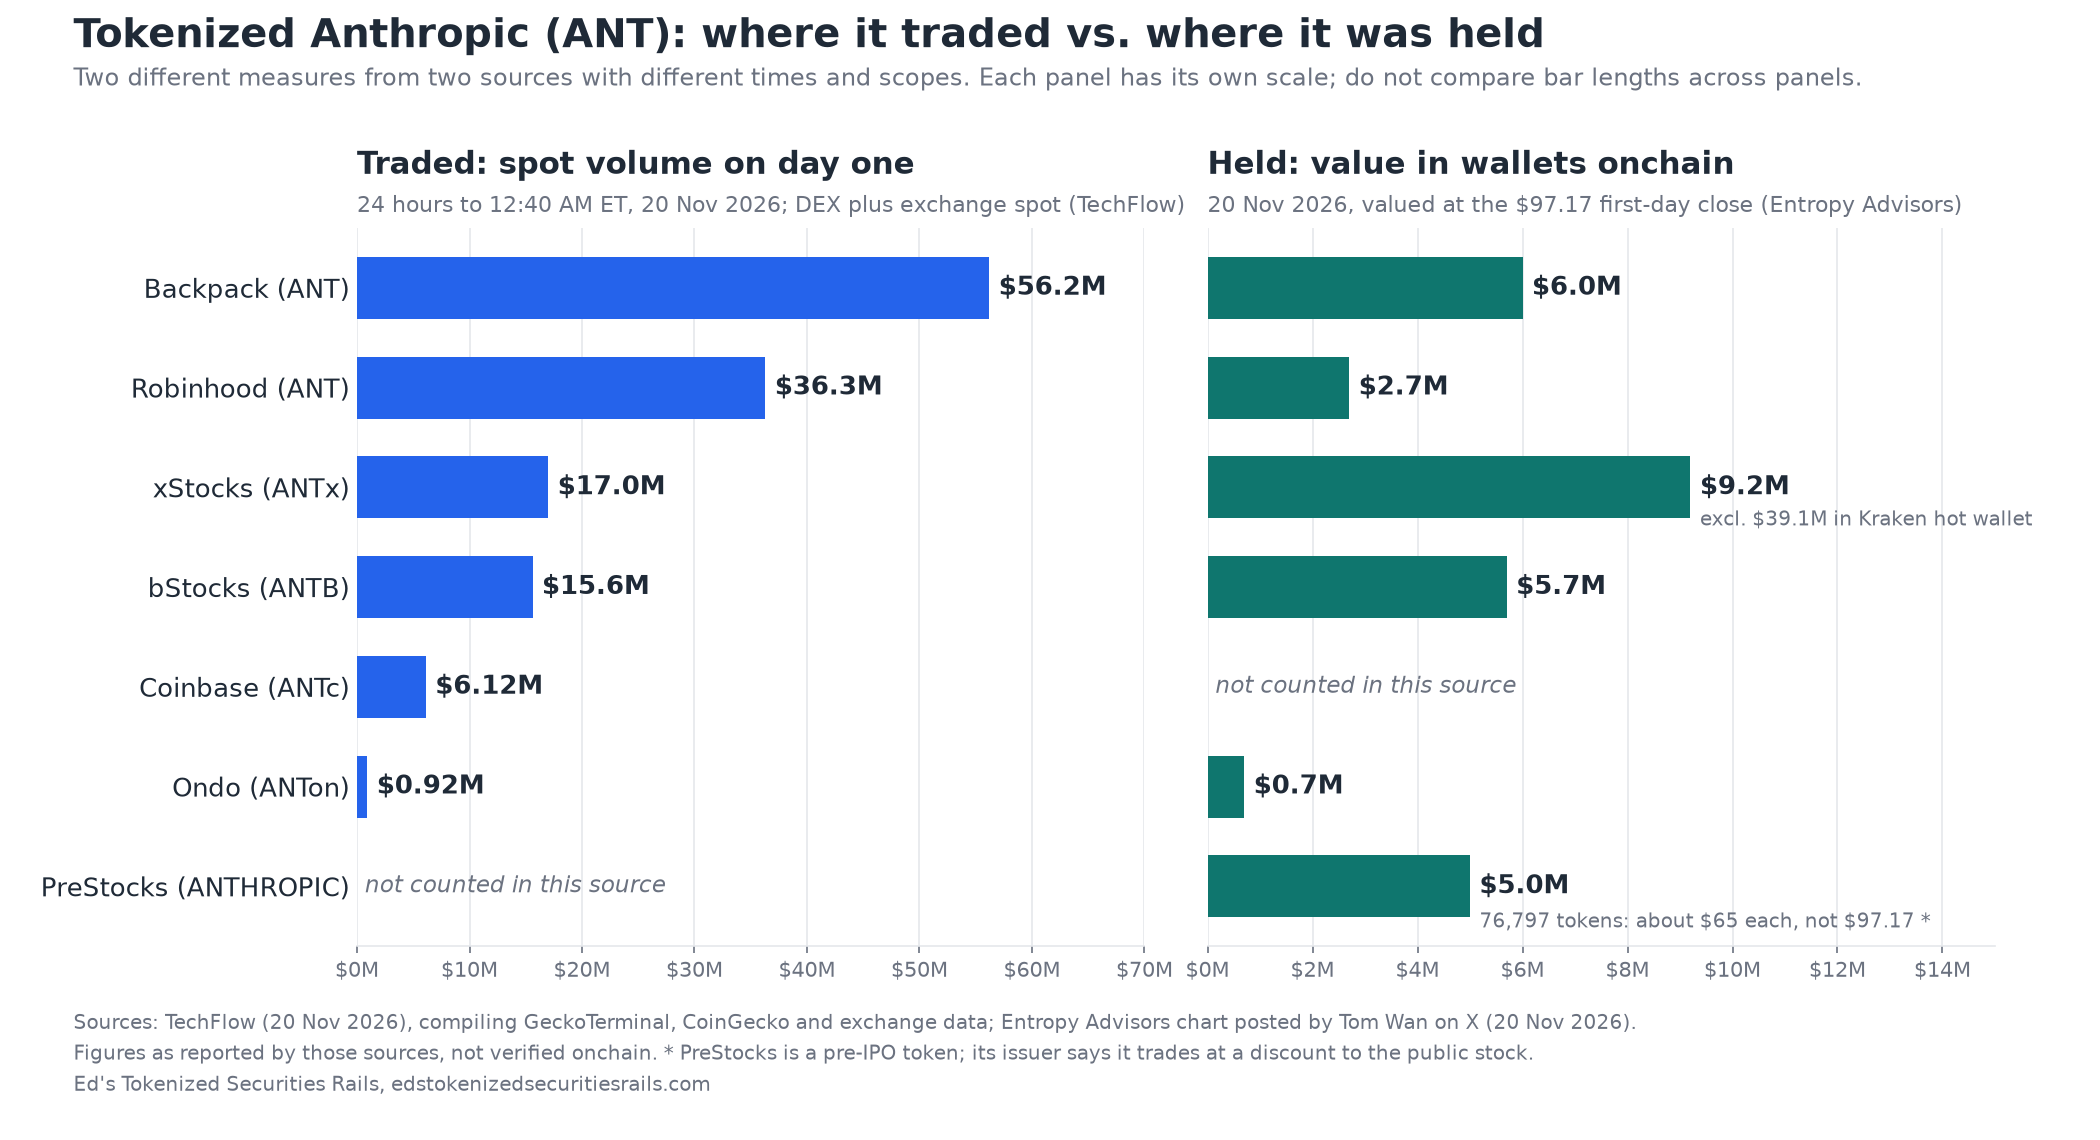 Tokenized Anthropic (ANT): where it traded vs. where it was held
Two different measures from two sources with different times and scopes. Each panel has its own scale; do not compare bar lengths across panels.
Traded: spot volume on day one
24 hours to 12:40 AM ET, 20 Nov 2026; DEX plus exchange spot (TechFlow)
Held: value in wallets onchain
20 Nov 2026, valued at the $97.17 first-day close (Entropy Advisors)
Backpack (ANT) $56.2M $6.0M
Robinhood (ANT) $36.3M $2.7M
xStocks (ANTx) $17.0M $9.2M
excl. $39.1M in Kraken hot wallet
bStocks (ANTB) $15.6M $5.7M
Coinbase (ANTc) $6.12M not counted in this source
Ondo (ANTon) $0.92M $0.7M
PreStocks (ANTHROPIC) not counted in this source $5.0M
76,797 tokens: about $65 each, not $97.17 *
$0M $10M $20M $30M $40M $50M $60M $70M $0M $2M $4M $6M $8M $10M $12M $14M
Sources: TechFlow (20 Nov 2026), compiling GeckoTerminal, CoinGecko and exchange data; Entropy Advisors chart posted by Tom Wan on X (20 Nov 2026).
Figures as reported by those sources, not verified onchain. * PreStocks is a pre-IPO token; its issuer says it trades at a discount to the public stock.
Ed's Tokenized Securities Rails, edstokenizedsecuritiesrails.com